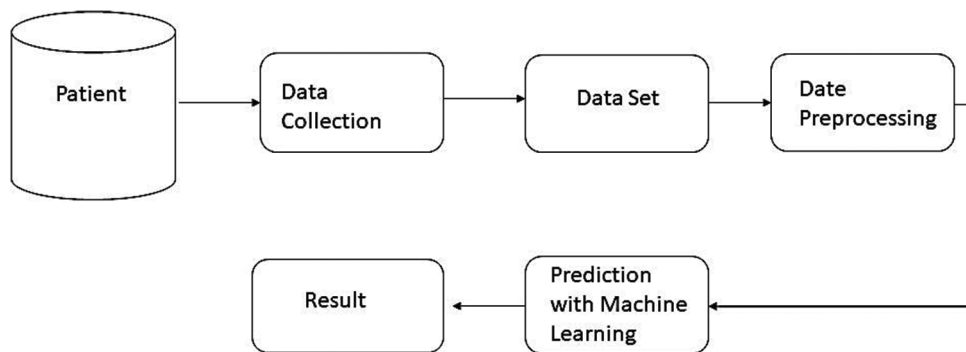 Patient
Data
Collection
Data Set
Date
Preprocessing
Result
Prediction
with Machine
Learning